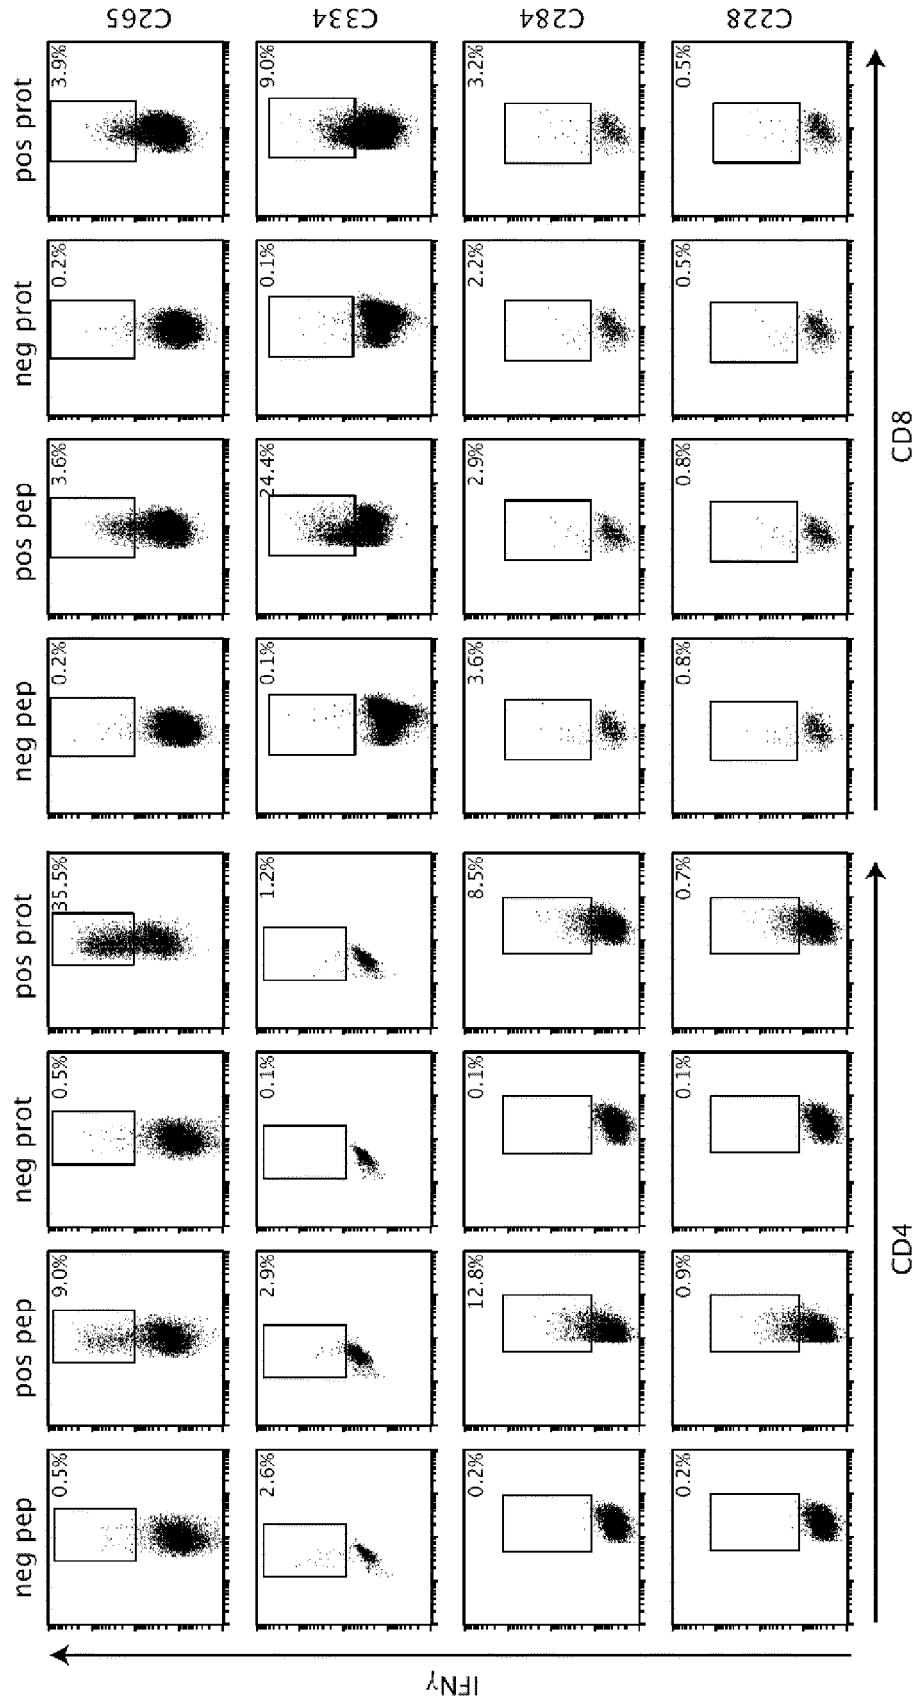 neg pep neg prot pos pep pos prot neg pep pos pep neg prot pos prot
0.5% 9.0% 0.5% 35.5% 0.2% 3.6% 0.2% 3.9% C265
2.6% 2.9% 0.1% 1.2% 0.1% 24.4% 0.1% 9.0% C334
0.2% 12.8% 0.1% 8.5% 3.6% 2.9% 2.2% 3.2% C284
0.2% 0.9% 0.1% 0.7% 0.8% 0.8% 0.5% 0.5% C228
IFNγ
CD4 CD8